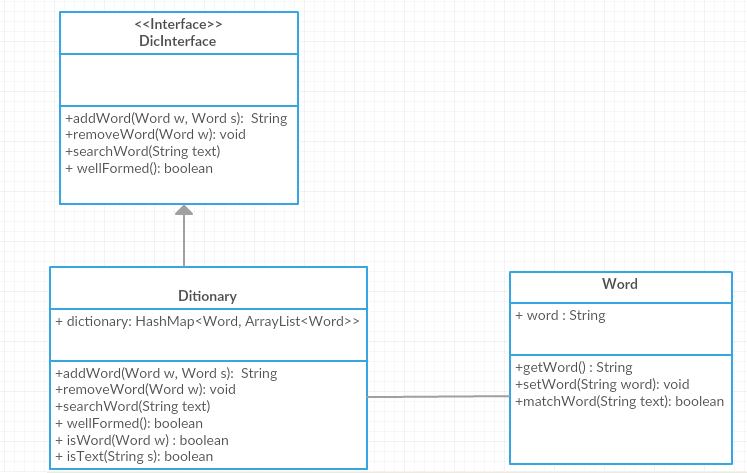 <<Interface>>
DicInterface
+addWord(Word w, Word s):  String
+removeWord(Word w): void
+searchWord(String text)
+ wellFormed(): boolean
Ditionary
+ dictionary: HashMap<Word, ArrayList<Word>>
+addWord(Word w, Word s):  String
+removeWord(Word w): void
+searchWord(String text)
+ wellFormed(): boolean
+ isWord(Word w) : boolean
+ isText(String s): boolean
Word
+ word : String
+getWord() : String
+setWord(String word): void
+matchWord(String text): boolean